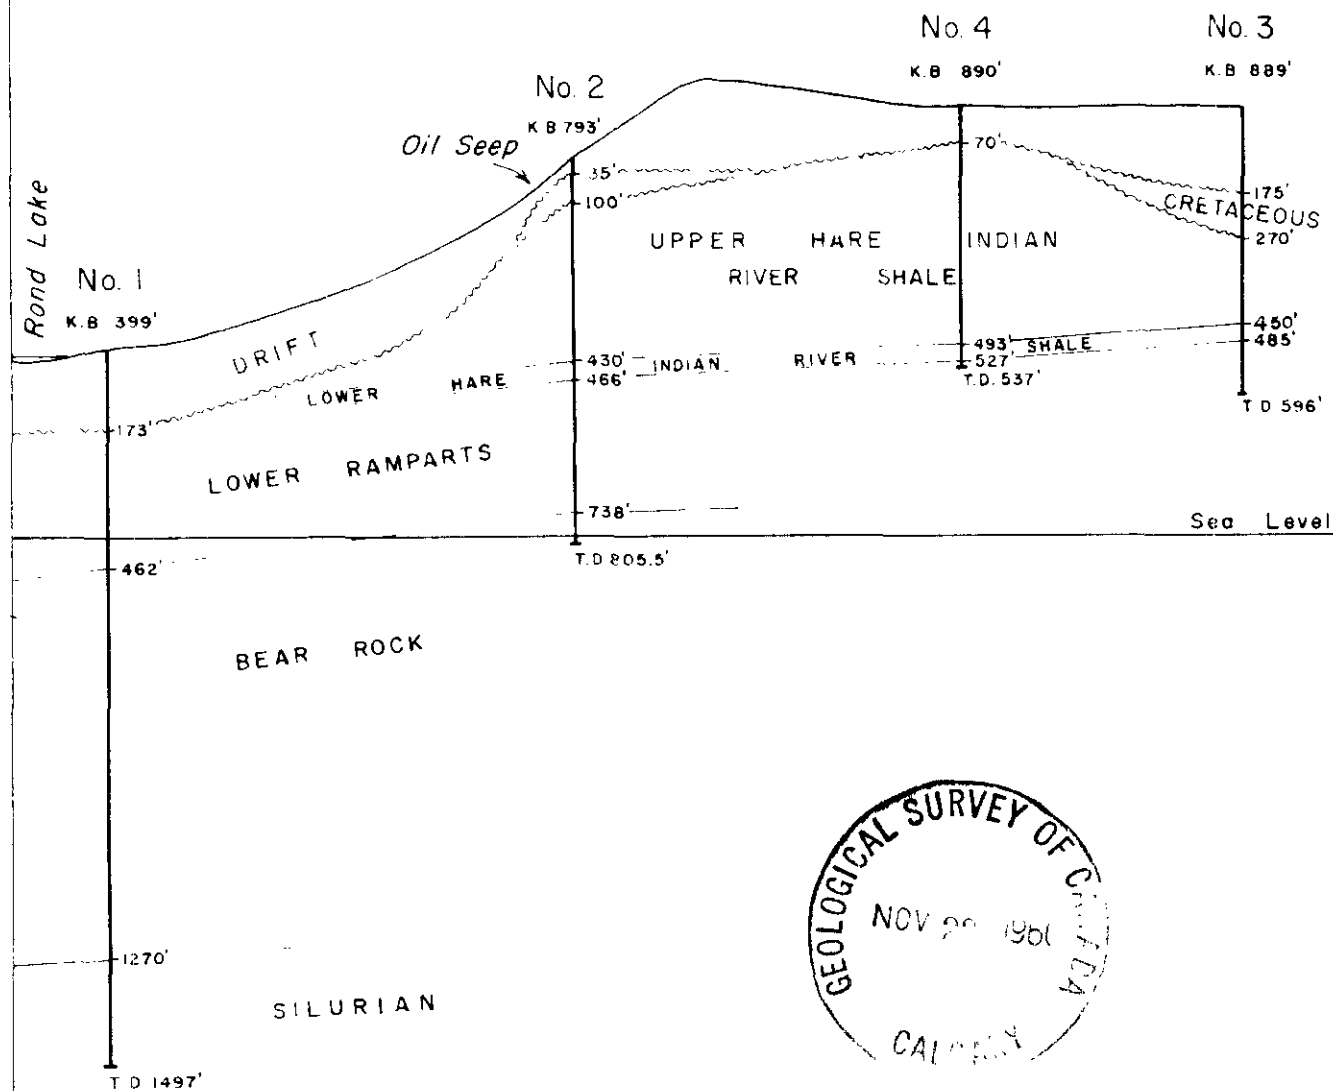 No. 4
No. 3
K.B 890'
K.B 889'
No. 2
K B 793'
Oil Seep
70'
35'
100'
175'
CRETACEOUS
270'
Rond Lake
UPPER HARE INDIAN
RIVER SHALE
No. 1
K.B 399'
DRIFT
450'
493' SHALE
485'
430' INDIAN RIVER
527'
LOWER HARE
466'
T.D. 537'
T D 596'
173'
LOWER RAMPARTS
738'
Sea Level
T.D 805.5'
462'
BEAR ROCK
GEOLOGICAL SURVEY OF
NOV
1270'
SILURIAN
T D 1497'